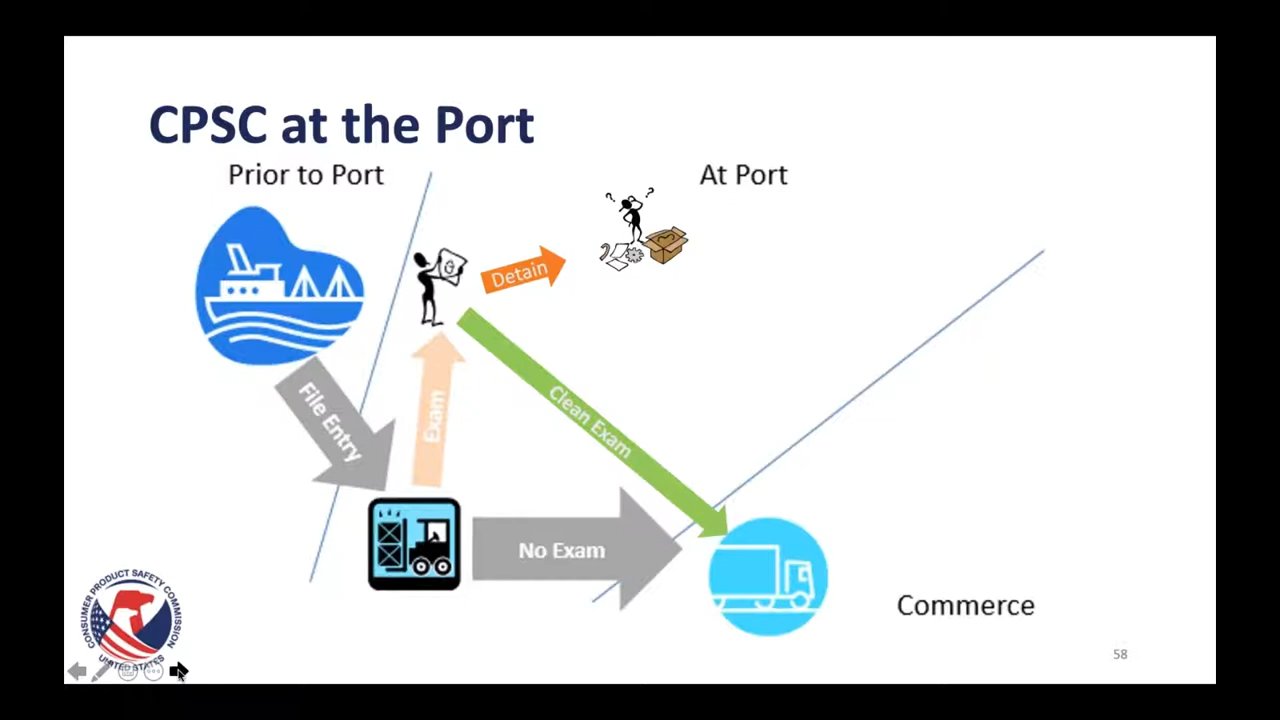 CPSC at the Port
Prior to Port
At Port
? ?
Detain
File Entry
Exam
Clean Exam
No Exam
Commerce
CONSUMER PRODUCT SAFETY COMMISSION
UNITED STATES
58